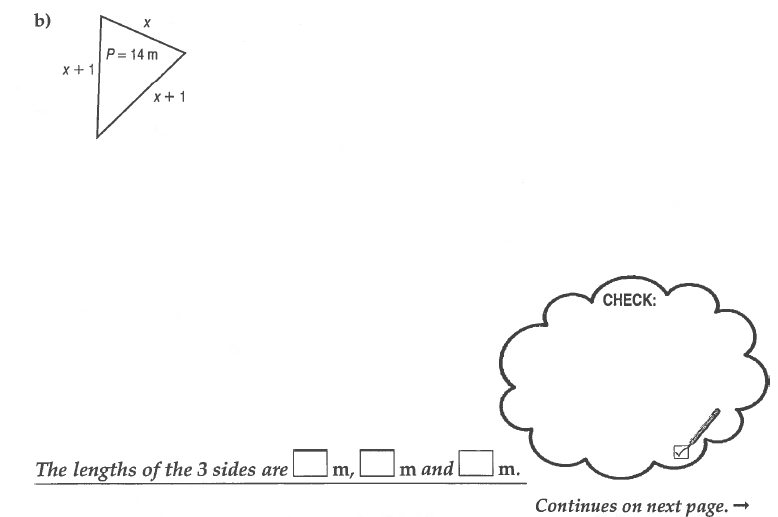 b)
x
P = 14 m
x + 1
x + 1
CHECK:
The lengths of the 3 sides are m, m and m.
Continues on next page. →